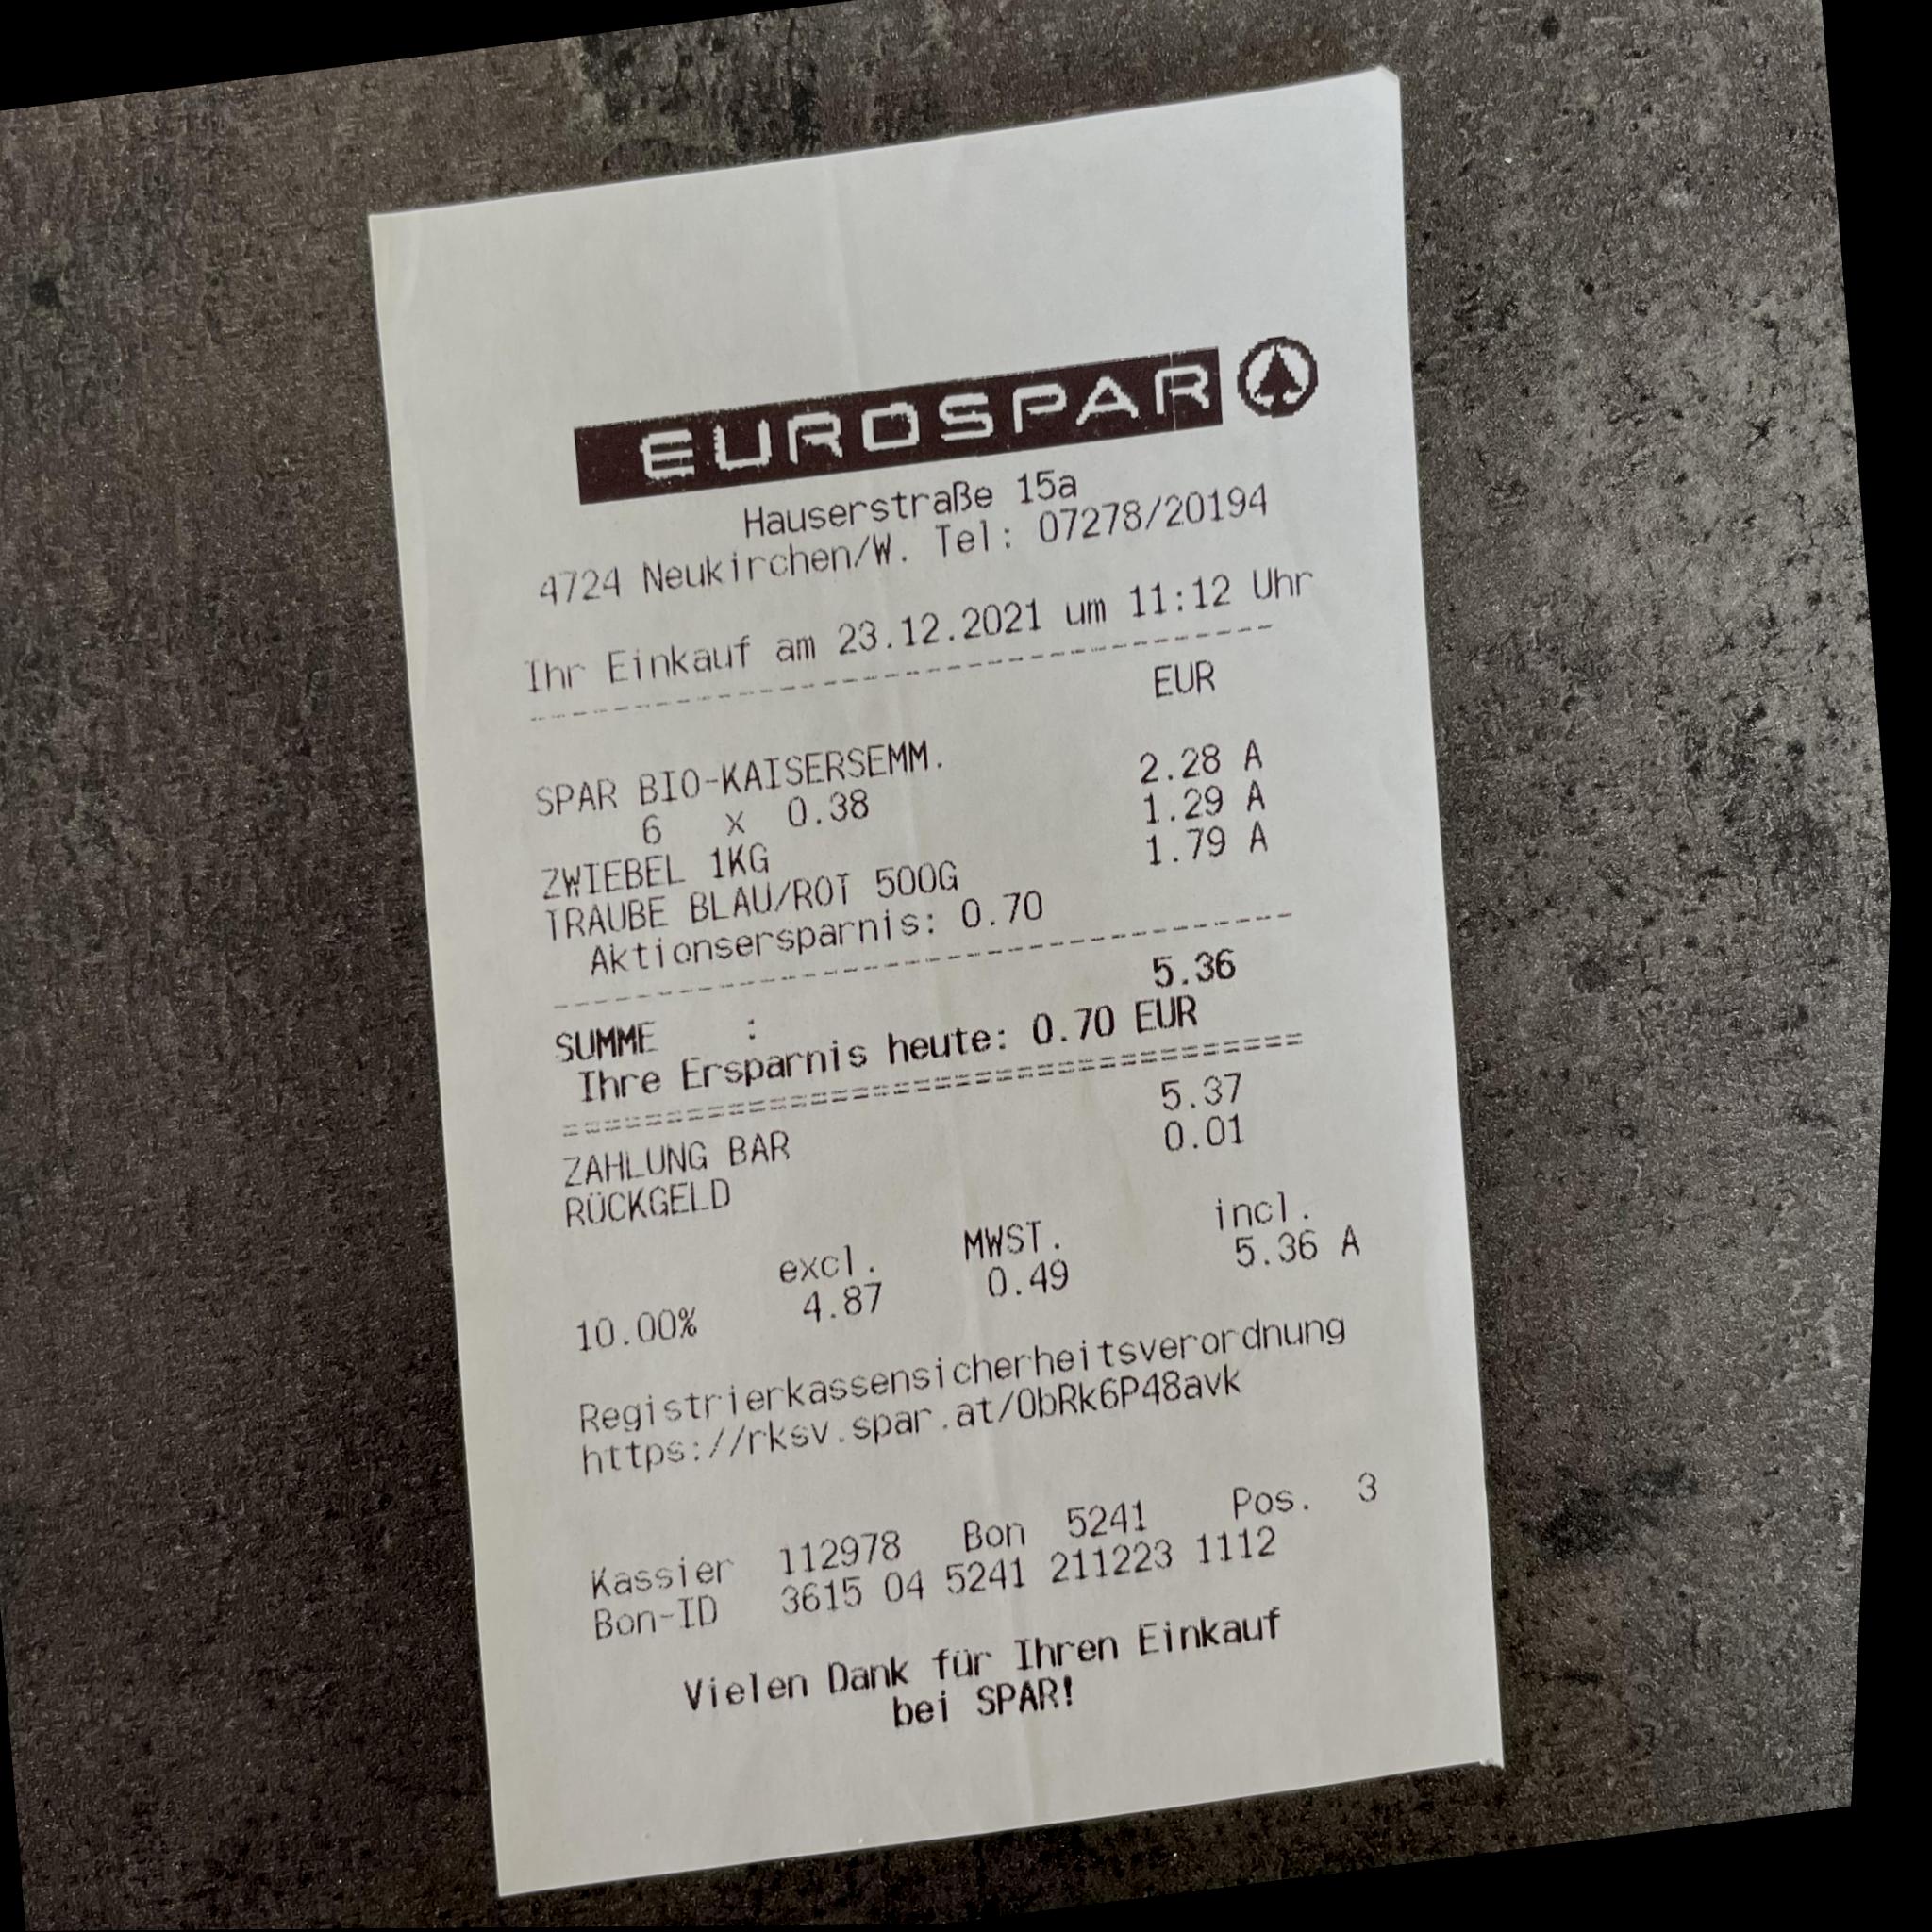 EUROSPAR
Hauserstraße 15a
4724 Neukirchen/W. Tel: 07278/20194
Ihr Einkauf am 23.12.2021 um 11:12 Uhr
EUR
SPAR BIO-KAISERSEMM. 2.28 A
6 x 0.38
ZWIEBEL 1KG 1.29 A
TRAUBE BLAU/ROT 500G 1.79 A
Aktionsersparnis: 0.70
SUMME : 5.36
Ihre Ersparnis heute: 0.70 EUR
ZAHLUNG BAR 5.37
RÜCKGELD 0.01
excl. MWST. incl.
10.00% 4.87 0.49 5.36 A
Registrierkassensicherheitsverordnung
https://rksv.spar.at/0bRk6P48avk
Kassier 112978 Bon 5241 Pos. 3
Bon-ID 3615 04 5241 211223 1112
Vielen Dank für Ihren Einkauf
bei SPAR!